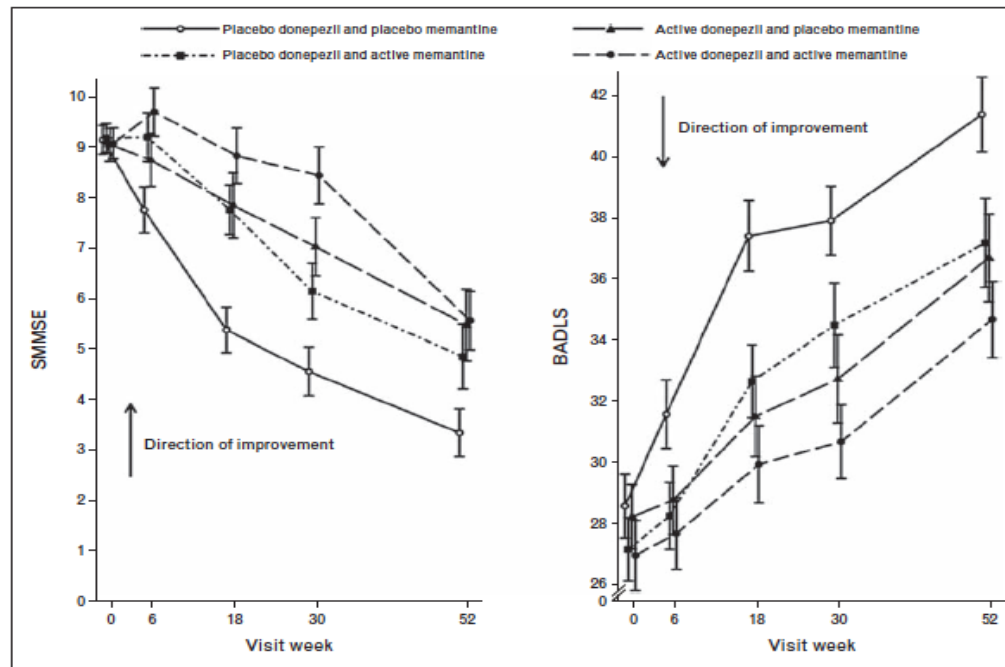 Placebo donepezil and placebo memantine
Placebo donepezil and active memantine
Active donepezil and placebo memantine
Active donepezil and active memantine
SMMSE
10
9
8
7
6
5
4
3
2
1
0
Direction of improvement
0 6 18 30 52
Visit week
BADLS
42
40
38
36
34
32
30
28
26
0
Direction of improvement
0 6 18 30 52
Visit week